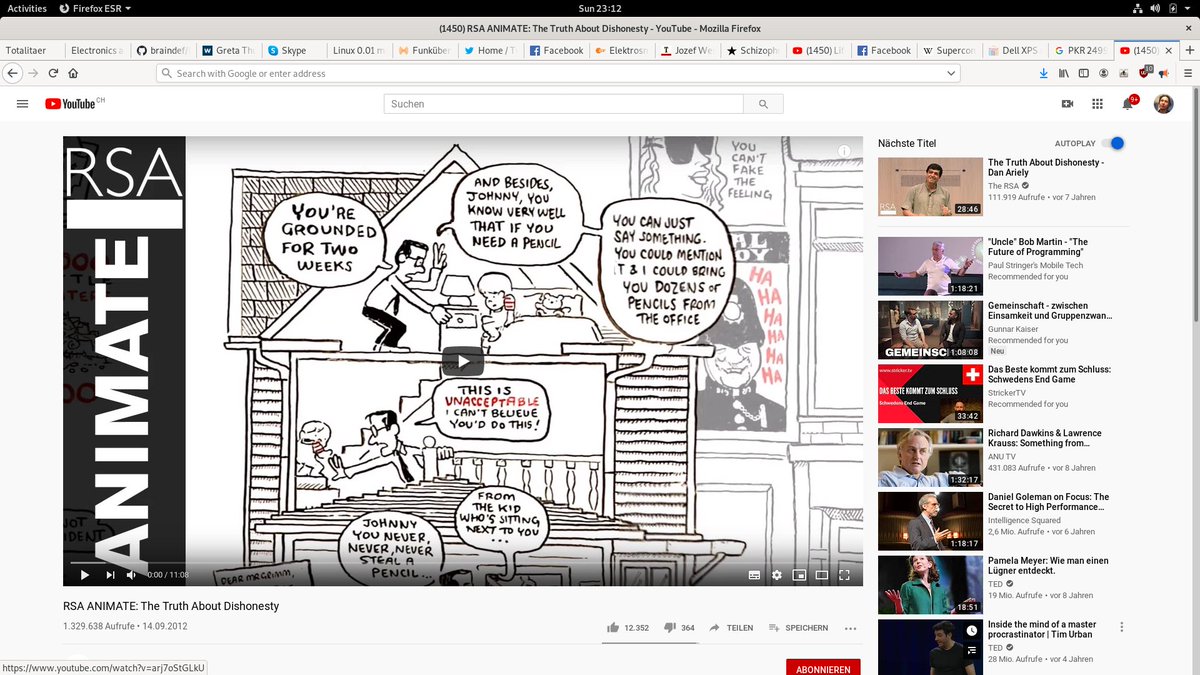 Activities
Firefox ESR
Sun 23:12
(1450) RSA ANIMATE: The Truth About Dishonesty - YouTube - Mozilla Firefox
Totalitaer
Electronics a
braindef/
Greta Th
Skype
Linux 0.01 m
Funküber
Home / T
Facebook
Elektrosm
Jozef We
Schizoph
(1450) Li
Facebook
Supercon
Dell XPS
PKR 2499
(1450)
Search with Google or enter address
YouTube CH
Suchen
9+
RSA
ANIMATE
YOU'RE
GROUNDED
FOR TWO
WEEKS
AND BESIDES,
JOHNNY, YOU
KNOW VERY WELL
THAT IF YOU
NEED A PENCIL
YOU CAN JUST
SAY SOMETHING.
YOU COULD MENTION
IT & I COULD BRING
YOU DOZENS OF
PENCILS FROM
THE OFFICE
YOU
CAN'T
FAKE
THE
FEELING
HA
HA
HA
HA
HA
HA
THIS IS
UNACCEPTABLE
I CAN'T BELIEVE
YOU'D DO THIS!
FROM
THE KID
WHO'S SITTING
NEXT TO YOU
...
JOHNNY
YOU NEVER,
NEVER, NEVER
STEAL A
PENCIL...
DEAR MR GRIMM,
0:00 / 11:08
RSA ANIMATE: The Truth About Dishonesty
1.329.638 Aufrufe • 14.09.2012
12.352
364
TEILEN
SPEICHERN
ABONNIEREN
https://www.youtube.com/watch?v=arj7oStGLkU
Nächste Titel
AUTOPLAY
RSA
28:46
The Truth About Dishonesty -
Dan Ariely
The RSA
111.919 Aufrufe • vor 7 Jahren
1:18:21
"Uncle" Bob Martin - "The
Future of Programming"
Paul Stringer's Mobile Tech
Recommended for you
GEMEINSC
1:08:08
Gemeinschaft - zwischen
Einsamkeit und Gruppenzwan...
Gunnar Kaiser
Recommended for you
Neu
www.stricker.tv
DAS BESTE KOMMT ZUM SCHLUSS
Schwedens End Game
33:42
Das Beste kommt zum Schluss:
Schwedens End Game
StrickerTV
Recommended for you
1:32:17
Richard Dawkins & Lawrence
Krauss: Something from...
ANU TV
431.083 Aufrufe • vor 8 Jahren
1:18:17
Daniel Goleman on Focus: The
Secret to High Performance...
Intelligence Squared
2,6 Mio. Aufrufe • vor 6 Jahren
18:51
Pamela Meyer: Wie man einen
Lügner entdeckt.
TED
19 Mio. Aufrufe • vor 8 Jahren
Inside the mind of a master
procrastinator | Tim Urban
TED
28 Mio. Aufrufe • vor 4 Jahren